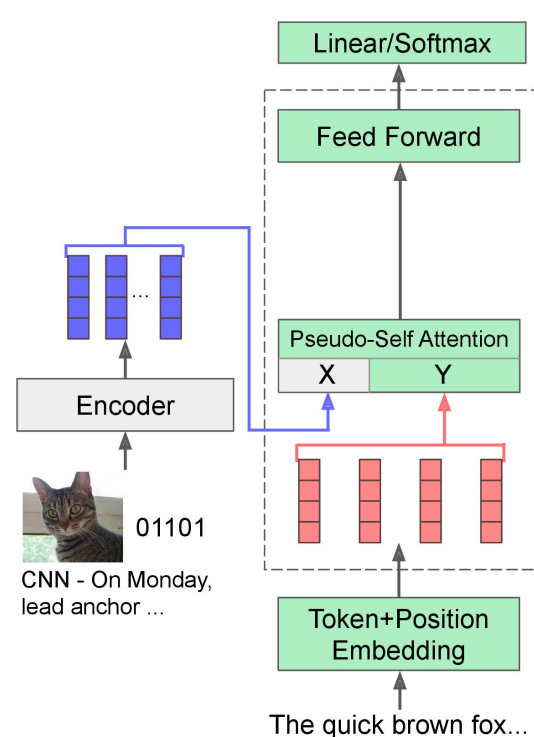 Linear/Softmax
Feed Forward
...
Pseudo-Self Attention
X
Y
Encoder
01101
CNN - On Monday,
lead anchor ...
Token+Position
Embedding
The quick brown fox...